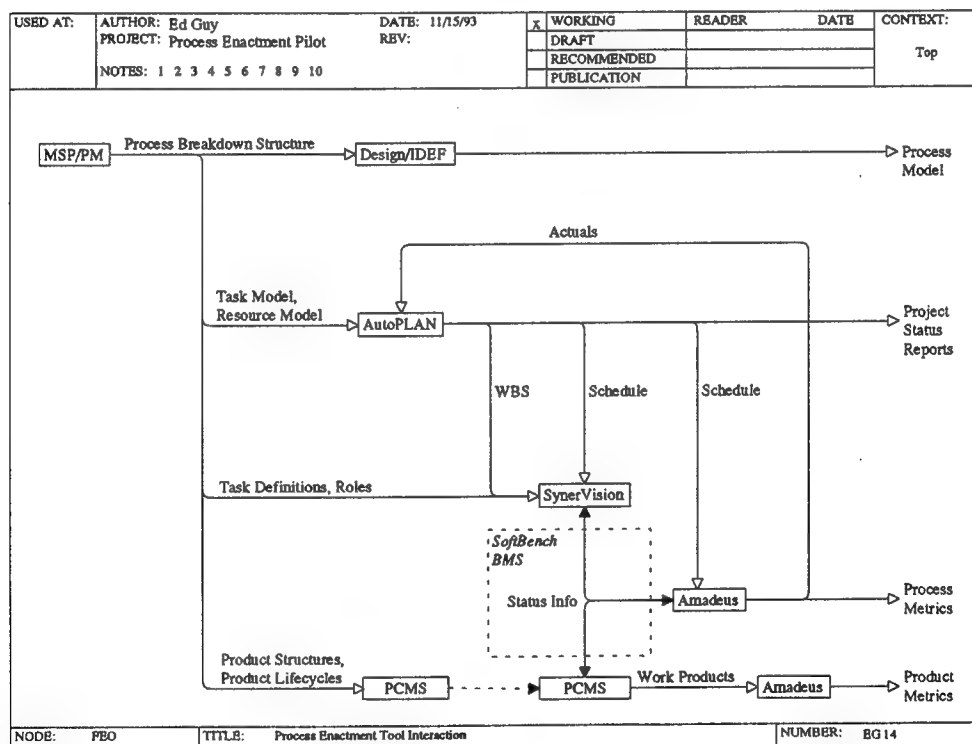 USED AT:
AUTHOR: Ed Guy
DATE: 11/15/93
PROJECT: Process Enactment Pilot
REV:
NOTES: 1 2 3 4 5 6 7 8 9 10
X WORKING
READER DATE
DRAFT
RECOMMENDED
PUBLICATION
CONTEXT:
Top
MSP/PM
Process Breakdown Structure
Design/IDEF
Process
Model
Actuals
Task Model,
Resource Model
AutoPLAN
Project
Status
Reports
WBS
Schedule
Schedule
Task Definitions, Roles
SynerVision
SoftBench
BMS
Status Info
Amadeus
Process
Metrics
Product Structures,
Product Lifecycles
PCMS
PCMS
Work Products
Amadeus
Product
Metrics
NODE: FEO
TITLE: Process Enactment Tool Interaction
NUMBER: EG14